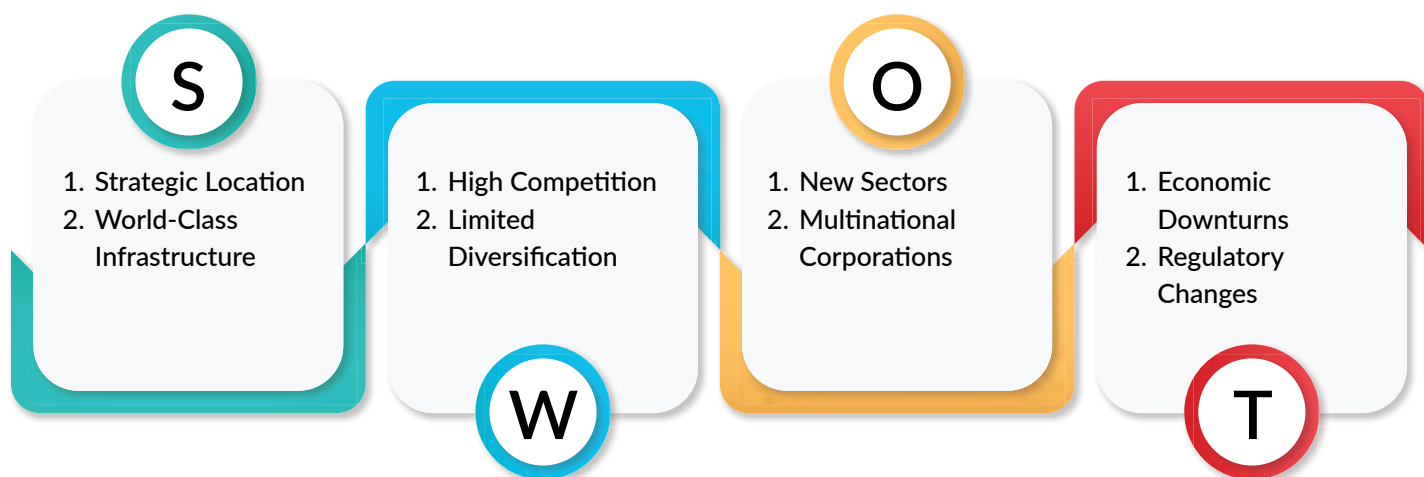 S
1. Strategic Location
2. World-Class
Infrastructure
W
1. High Competition
2. Limited
Diversification
O
1. New Sectors
2. Multinational
Corporations
T
1. Economic
Downturns
2. Regulatory
Changes